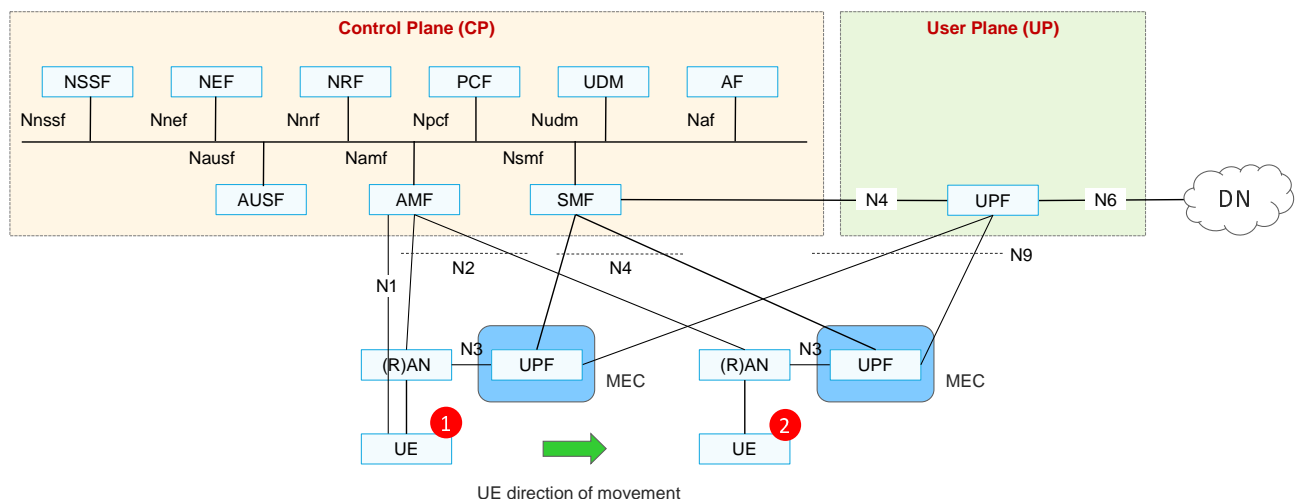 Control Plane (CP)
User Plane (UP)
NSSF
NEF
NRF
PCF
UDM
AF
Nnssf
Nnef
Nnrf
Npcf
Nudm
Naf
Nausf
Namf
Nsmf
AUSF
AMF
SMF
N4
UPF
N6
DN
N1
N2
N4
N9
(R)AN
N3
UPF
MEC
(R)AN
N3
UPF
MEC
1
UE
2
UE
UE direction of movement